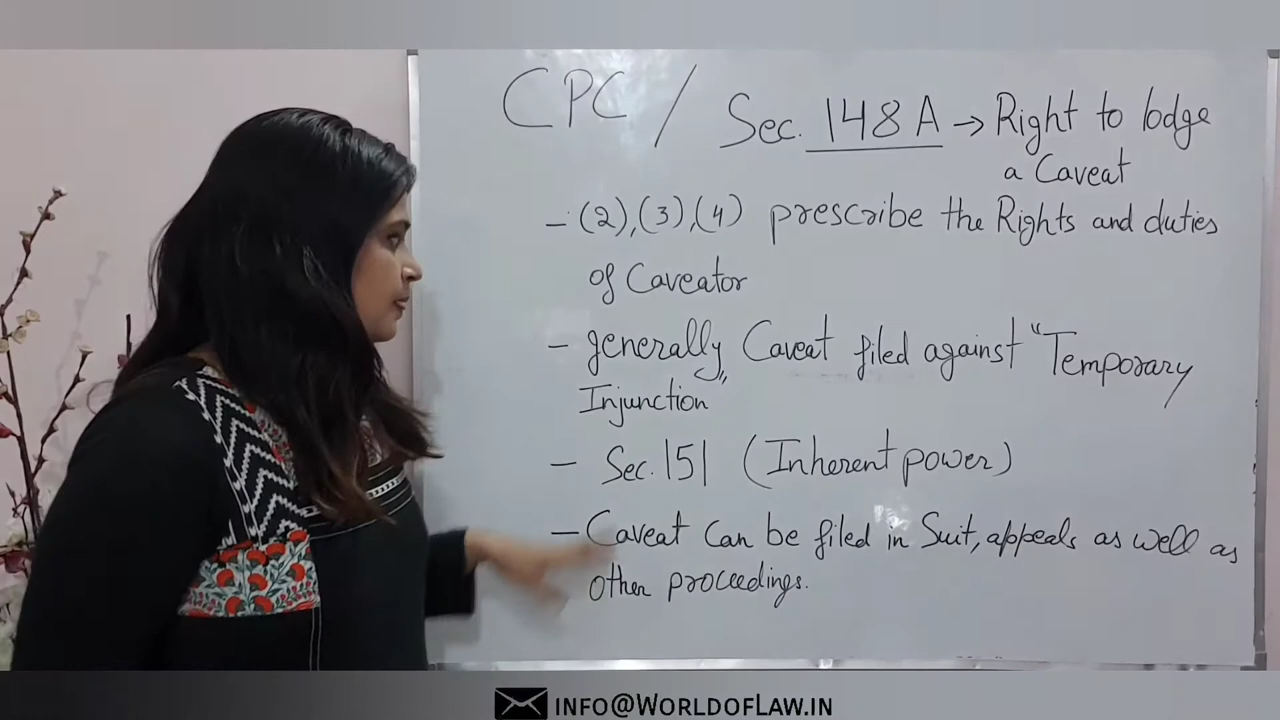 CPC / Sec. 148A → Right to lodge
a Caveat
- (2),(3),(4) prescribe the Rights and duties
of Caveator
- generally, Caveat filed against "Temporary
Injunction"
- Sec. 151 (Inherent power)
- Caveat Can be filed in Suit, appeals as well as
other proceedings.
INFO@WORLDOFLAW.IN